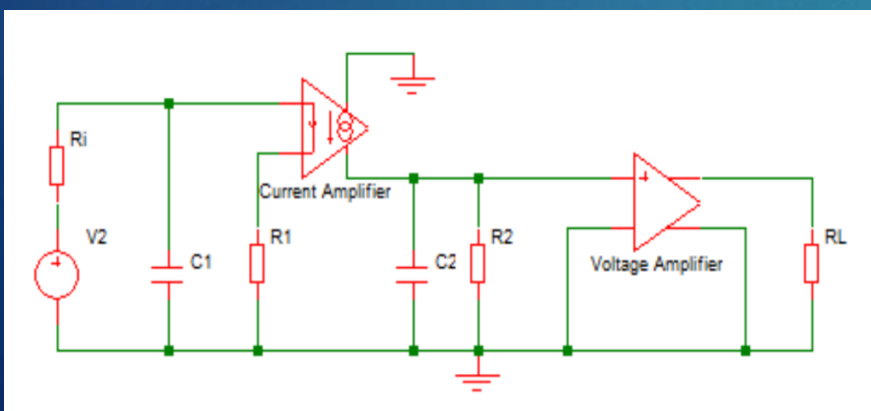 Ri
Current Amplifier
V2
C1
R1
C2
R2
Voltage Amplifier
RL